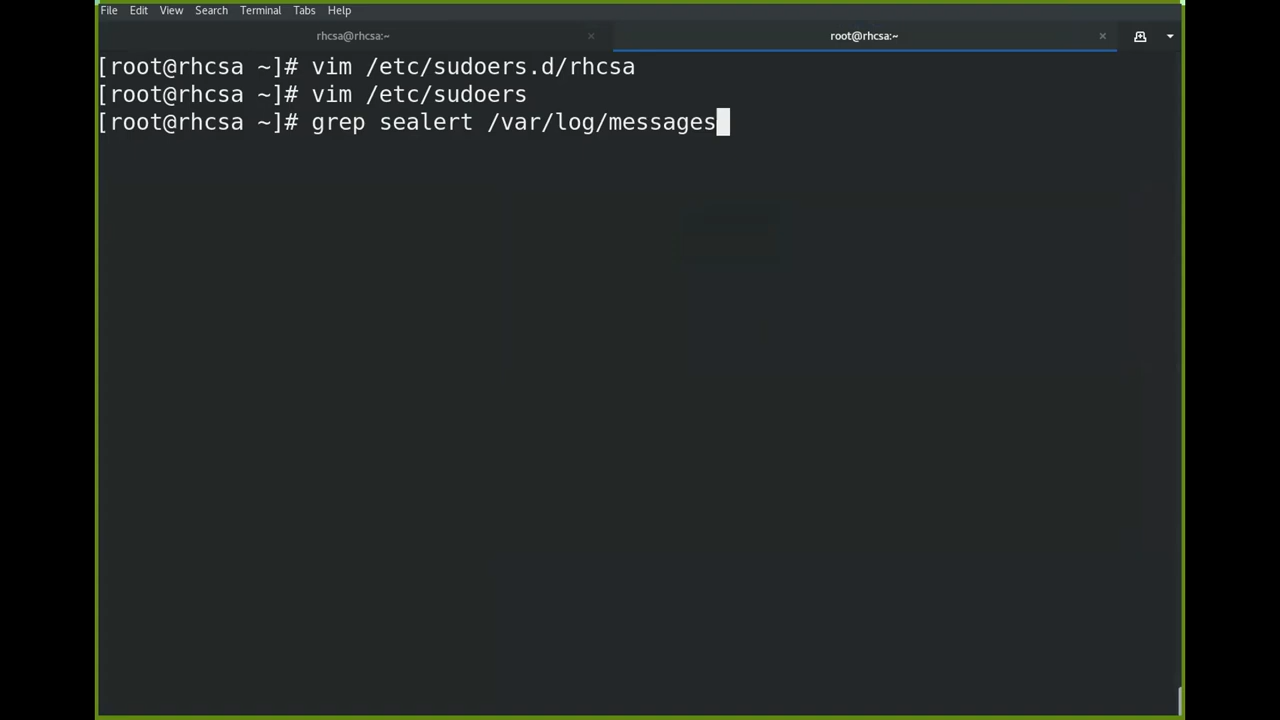 File Edit View Search Terminal Tabs Help
rhcsa@rhcsa:~ × root@rhcsa:~ ×
[root@rhcsa ~]# vim /etc/sudoers.d/rhcsa
[root@rhcsa ~]# vim /etc/sudoers
[root@rhcsa ~]# grep sealert /var/log/messages